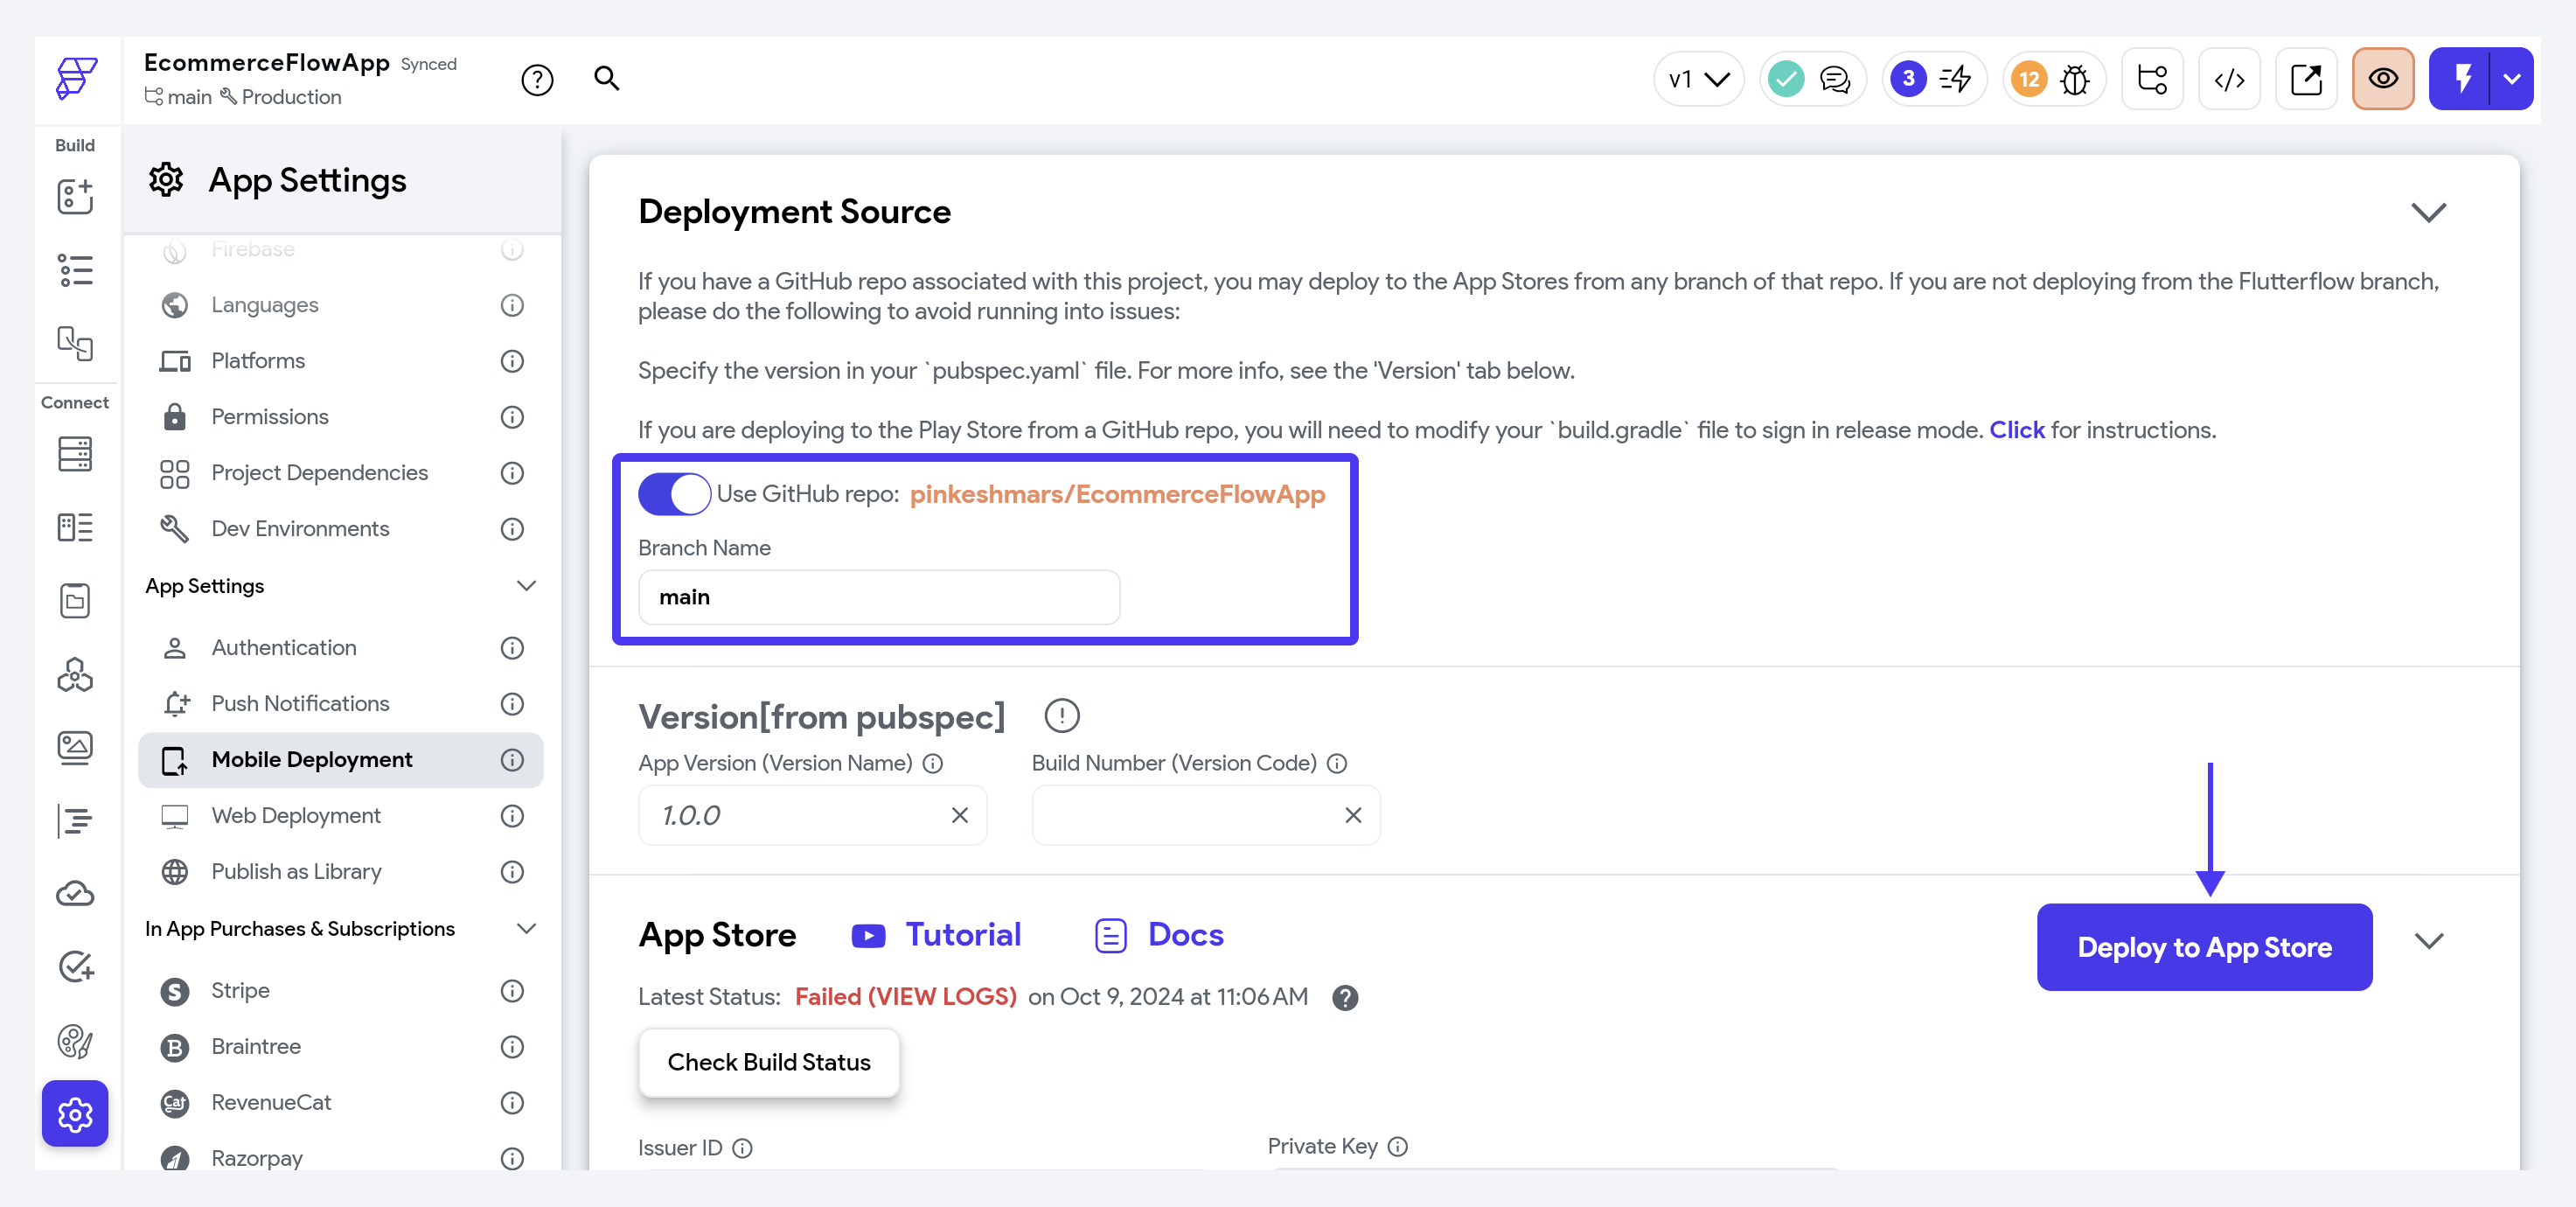 EcommerceFlowApp Synced
main Production
v1
3
12
Build
Connect
App Settings
Firebase
Languages
Platforms
Permissions
Project Dependencies
Dev Environments
App Settings
Authentication
Push Notifications
Mobile Deployment
Web Deployment
Publish as Library
In App Purchases & Subscriptions
Stripe
Braintree
RevenueCat
Razorpay
Deployment Source
If you have a GitHub repo associated with this project, you may deploy to the App Stores from any branch of that repo. If you are not deploying from the Flutterflow branch,
please do the following to avoid running into issues:
Specify the version in your `pubspec.yaml` file. For more info, see the 'Version' tab below.
If you are deploying to the Play Store from a GitHub repo, you will need to modify your `build.gradle` file to sign in release mode. Click for instructions.
Use GitHub repo: pinkeshmars/EcommerceFlowApp
Branch Name
main
Version[from pubspec]
App Version (Version Name) Build Number (Version Code)
1.0.0
App Store Tutorial Docs
Deploy to App Store
Latest Status: Failed (VIEW LOGS) on Oct 9, 2024 at 11:06 AM
Check Build Status
Issuer ID Private Key